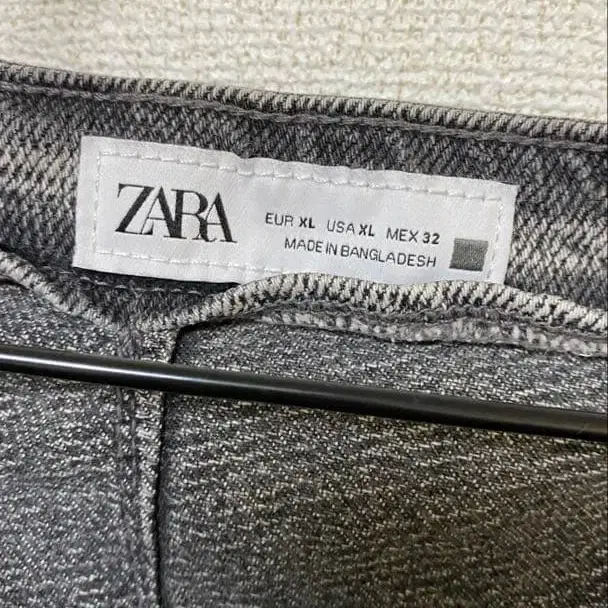 ZARA
EUR XL USA XL MEX 32
MADE IN BANGLADESH